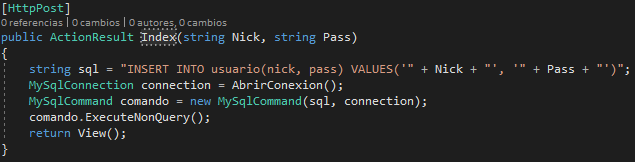 [HttpPost]
0 referencias | 0 cambios | 0 autores, 0 cambios
public ActionResult Index(string Nick, string Pass)
{
string sql = "INSERT INTO usuario(nick, pass) VALUES('" + Nick + "', '" + Pass + "')";
MySqlConnection connection = AbrirConexion();
MySqlCommand comando = new MySqlCommand(sql, connection);
comando.ExecuteNonQuery();
return View();
}